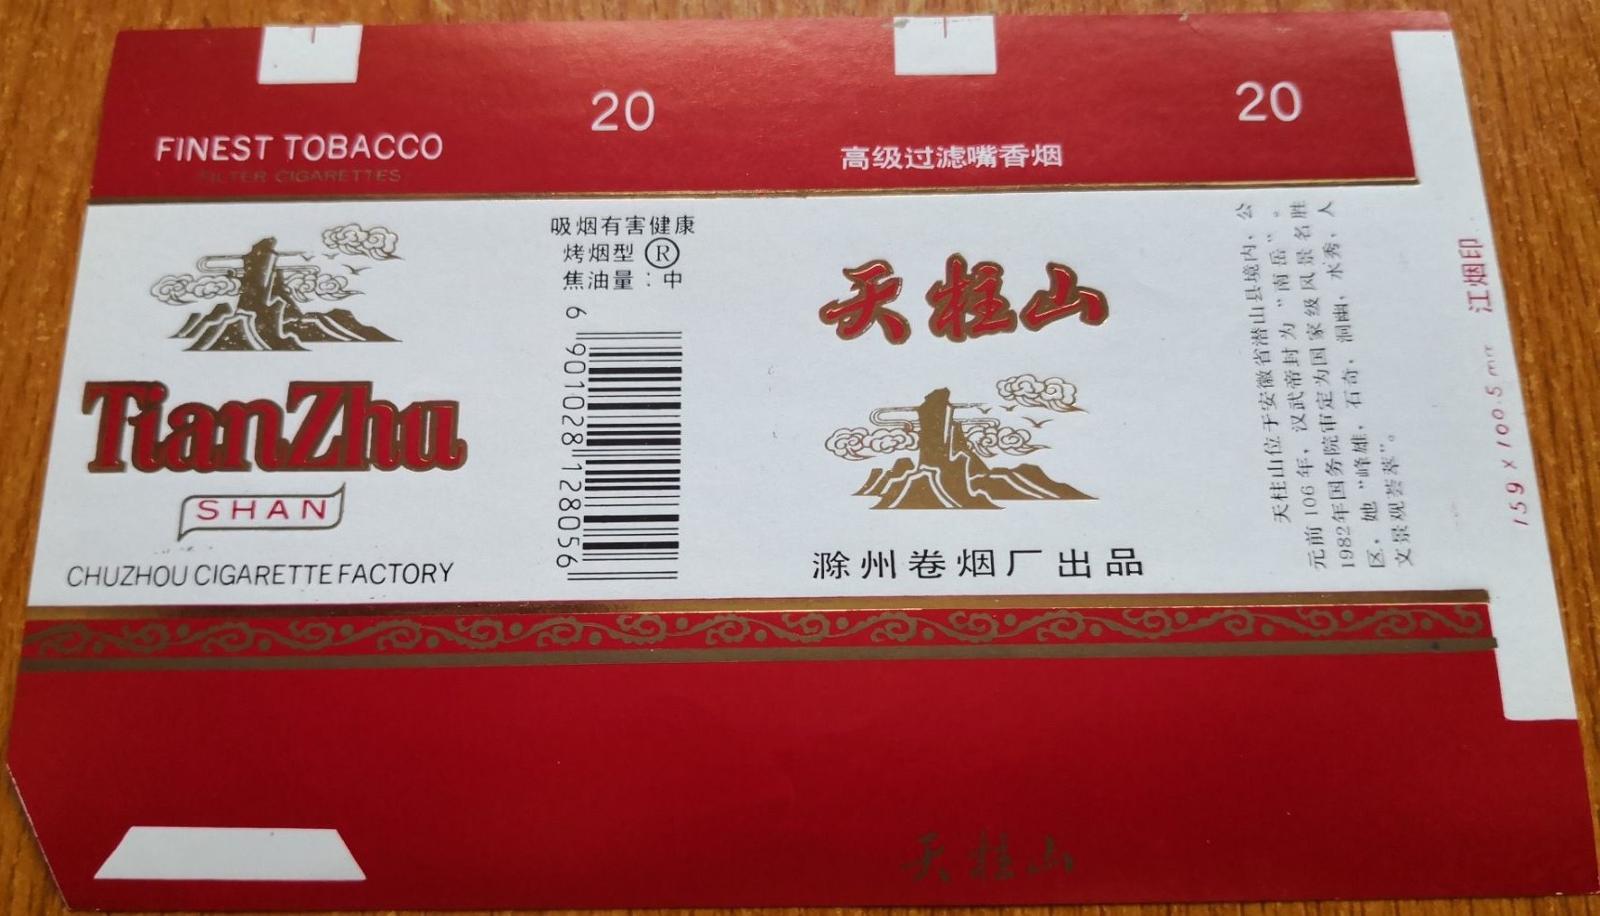 20
20
FINEST TOBACCO
FILTER CIGARETTES
高级过滤嘴香烟
TianZhu
SHAN
CHUZHOU CIGARETTE FACTORY
吸烟有害健康
烤烟型 ®
焦油量：中
6 901028 128056
天柱山
滁州卷烟厂出品
天柱山位于安徽省潜山县境内，公
元前106年，汉武帝封为“南岳”。
1982年国务院审定为国家级风景名胜
区，她“峰雄、石奇、洞幽、水秀、人
文景观荟萃”。
江烟印
159 x 100.5 mm
天柱山